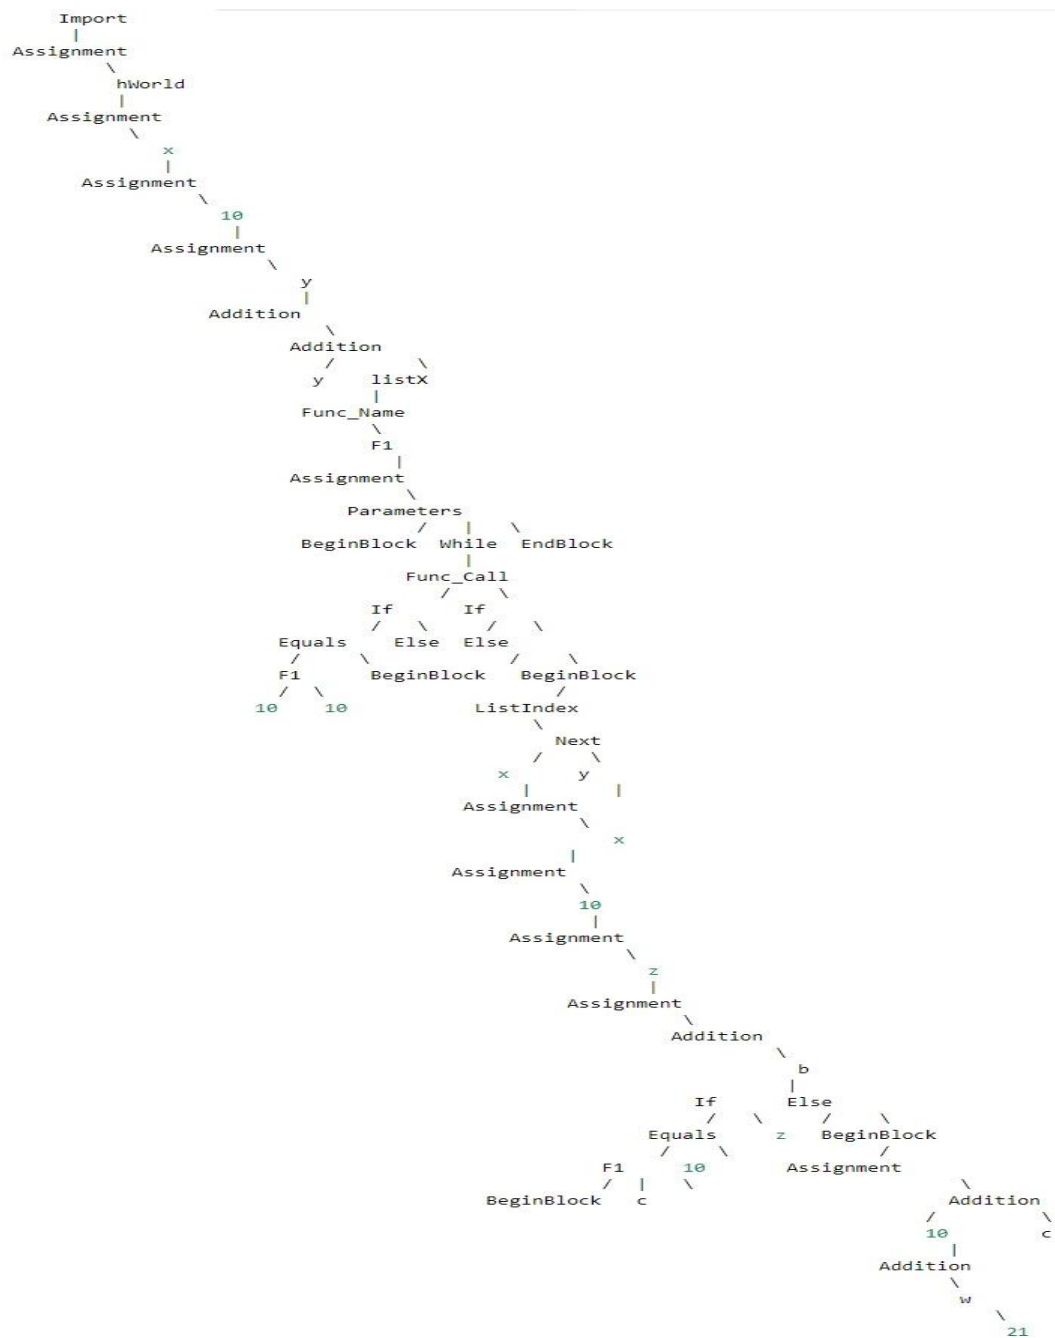 Import
|
Assignment
\
hWorld
|
Assignment
\
x
|
Assignment
\
10
|
Assignment
\
y
|
Addition
\
Addition
/ \
y listX
|
Func_Name
\
F1
|
Assignment
\
Parameters
/ | \
BeginBlock While EndBlock
|
Func_Call
/ \
If If
/ \ / \
Equals Else Else
/ \ / \
F1 BeginBlock BeginBlock
/ \ /
10 10 ListIndex
\
Next
/ \
x y
| |
Assignment
\
x
|
Assignment
\
10
|
Assignment
\
z
|
Assignment
\
Addition
\
b
|
If Else
/ \ / \
Equals z BeginBlock
/ \ /
F1 10 Assignment
/ | \ \
BeginBlock c Addition
/ \
10 c
|
Addition
\
w
\
21